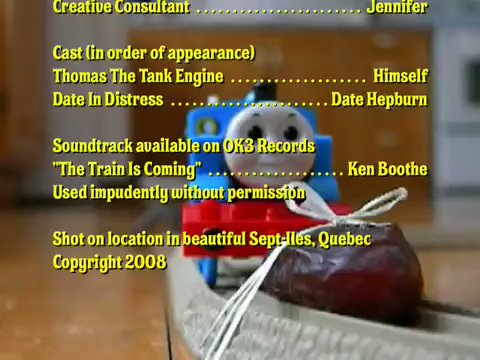 Creative Consultant ..................... Jennifer
Cast (in order of appearance)
Thomas The Tank Engine .................. Himself
Date In Distress ..................... Date Hepburn
Soundtrack available on OK3 Records
"The Train Is Coming" .................. Ken Boothe
Used impudently without permission
Shot on location in beautiful Sept-Iles, Quebec
Copyright 2008